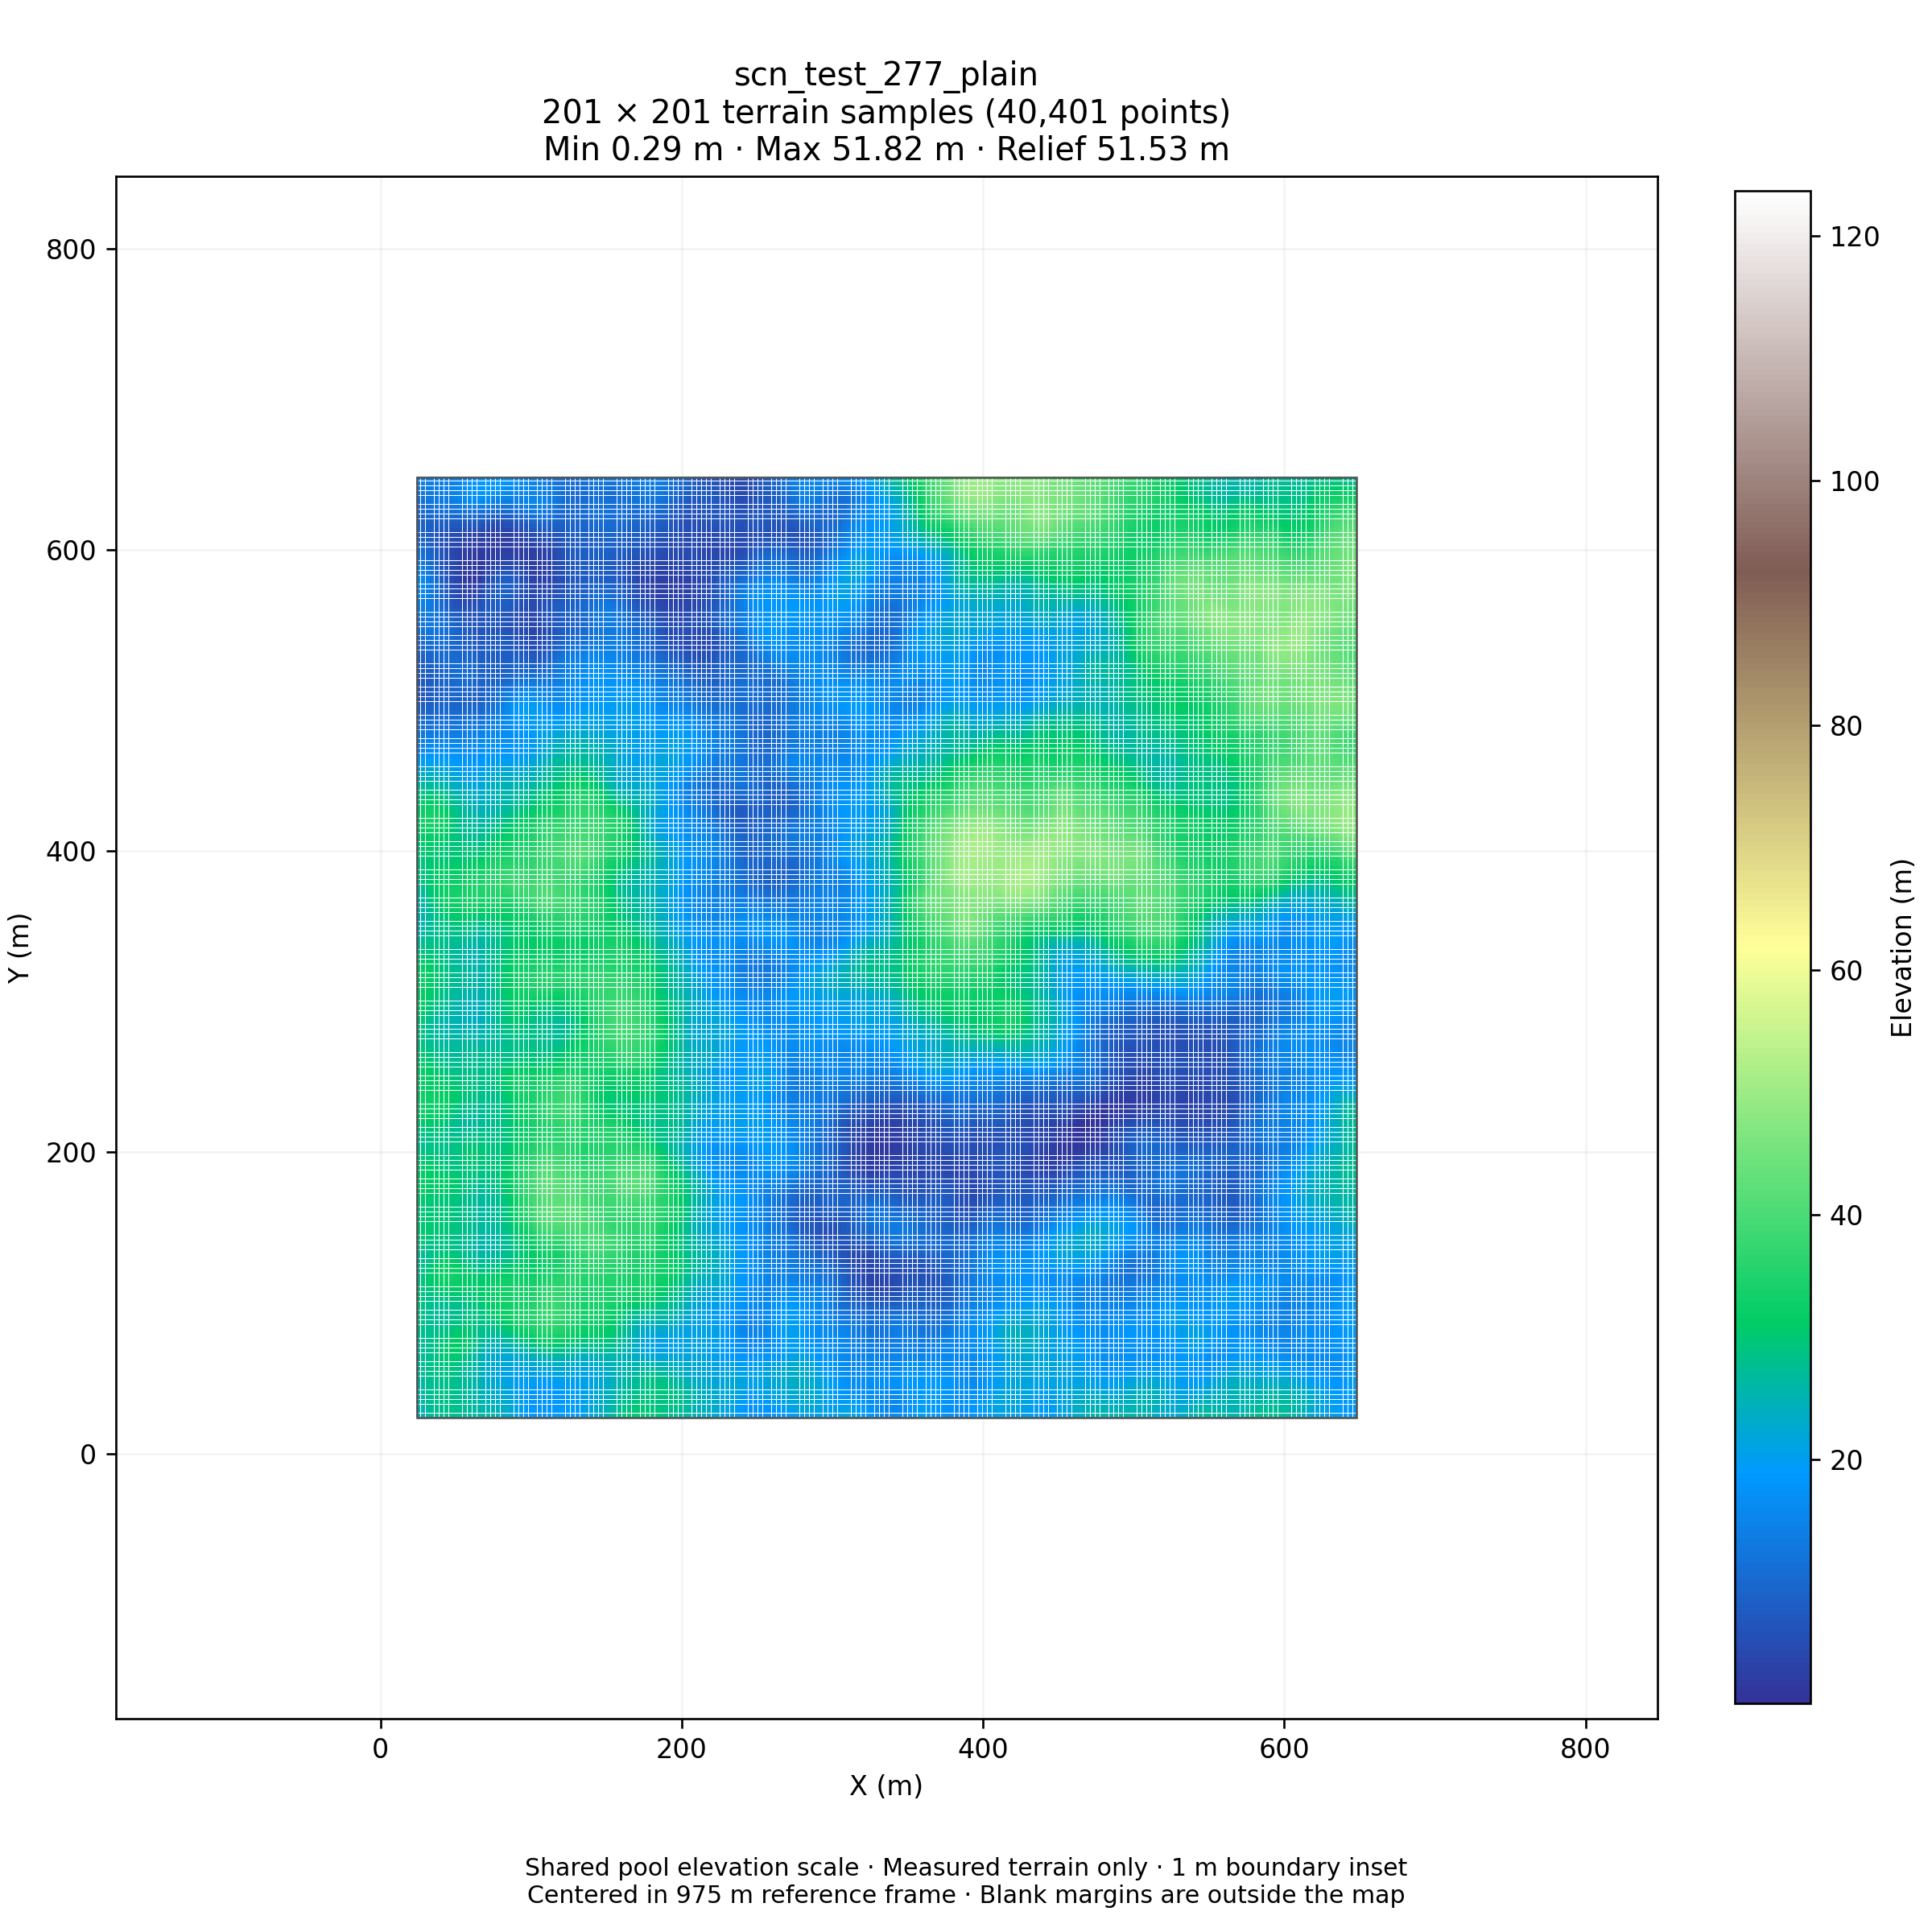 scn_test_277_plain
201 × 201 terrain samples (40,401 points)
Min 0.29 m · Max 51.82 m · Relief 51.53 m
800
600
400
200
0
Y (m)
0
200
400
600
800
X (m)
120
100
80
60
40
20
Elevation (m)
Shared pool elevation scale · Measured terrain only · 1 m boundary inset
Centered in 975 m reference frame · Blank margins are outside the map